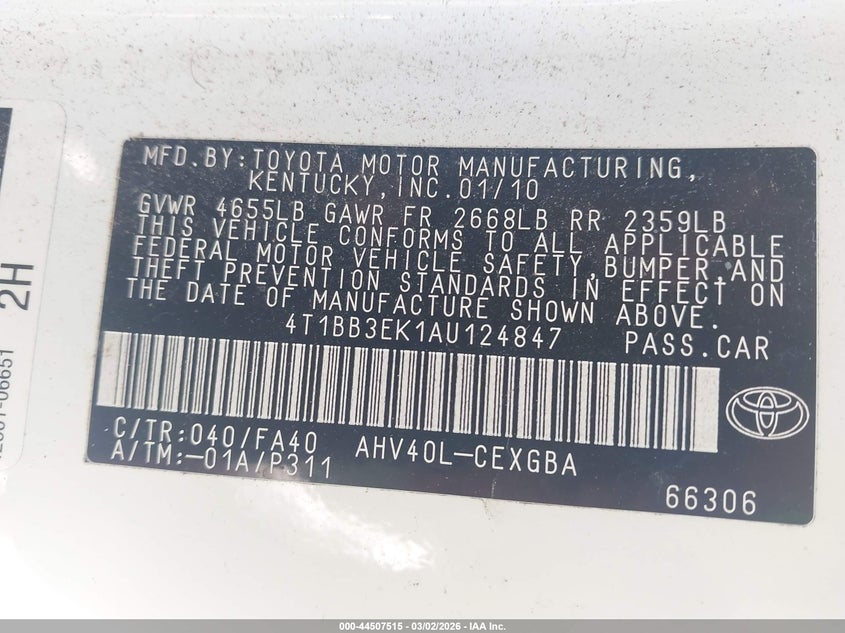 MFD.BY:TOYOTA MOTOR MANUFACTURING,
KENTUCKY,INC.01/10
GVWR 4655LB GAWR FR 2668LB RR 2359LB
THIS VEHICLE CONFORMS TO ALL APPLICABLE
FEDERAL MOTOR VEHICLE SAFETY,BUMPER,AND
THEFT PREVENTION STANDARDS IN EFFECT ON
THE DATE OF MANUFACTURE SHOWN ABOVE.
4T1BB3EK1AU124847 PASS.CAR
C/TR:040/FA40 AHV40L-CEXGBA
A/TM:-01A/P311
66306
2H
000-44507515 - 03/02/2026 - IAA Inc.